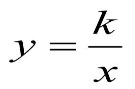 y = k/x